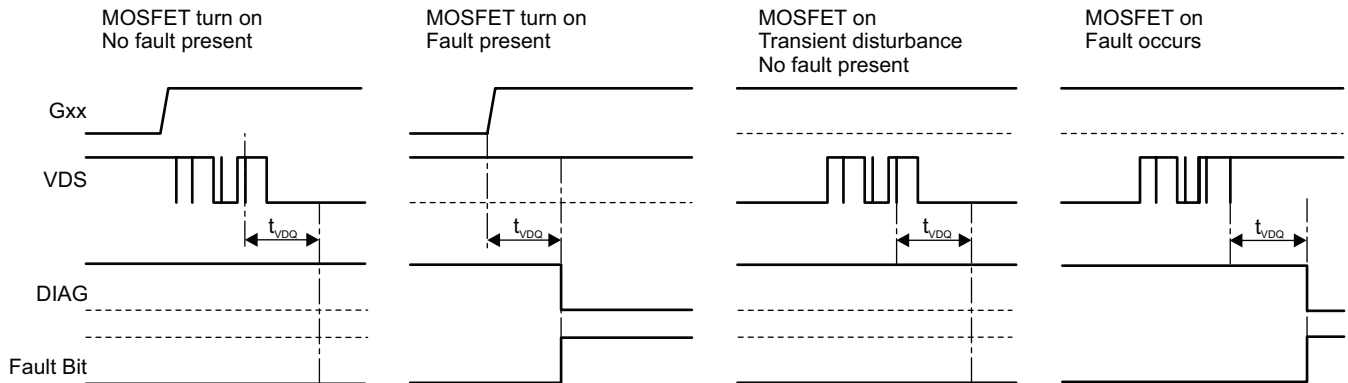 MOSFET turn on
No fault present
MOSFET turn on
Fault present
MOSFET on
Transient disturbance
No fault present
MOSFET on
Fault occurs
Gxx
VDS
tVDQ
tVDQ
tVDQ
tVDQ
DIAG
Fault Bit